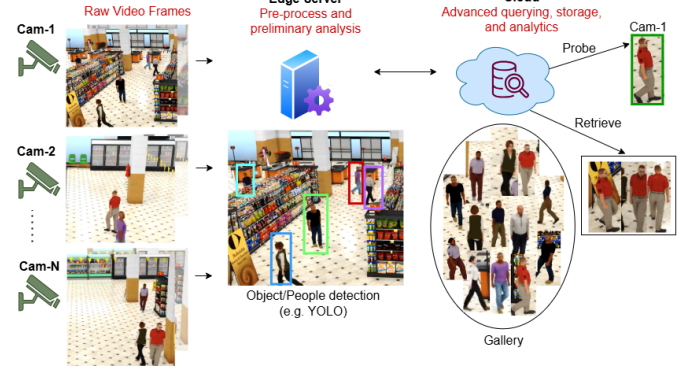 Raw Video Frames
Edge server
Pre-process and
preliminary analysis
Cloud
Advanced querying, storage,
and analytics
Cam-1
Cam-2
Cam-N
Object/People detection
(e.g. YOLO)
Probe
Cam-1
Retrieve
Gallery